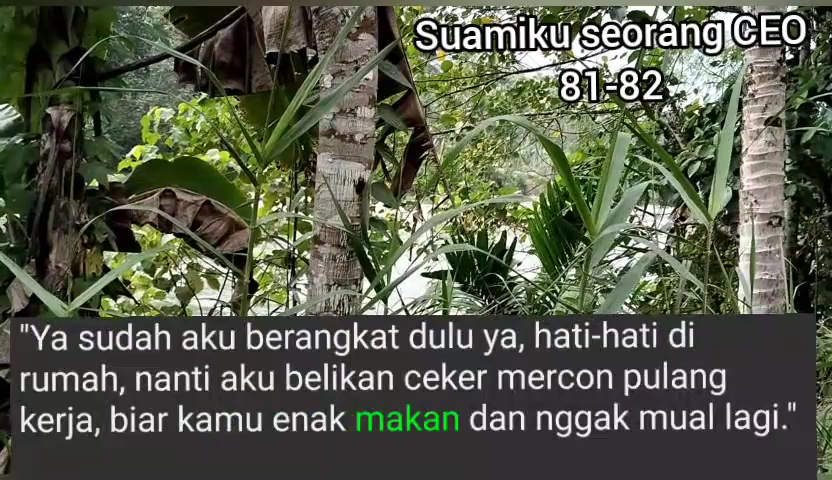 Suamiku seorang CEO
81-82
"Ya sudah aku berangkat dulu ya, hati-hati di
rumah, nanti aku belikan ceker mercon pulang
kerja, biar kamu enak makan dan nggak mual lagi."